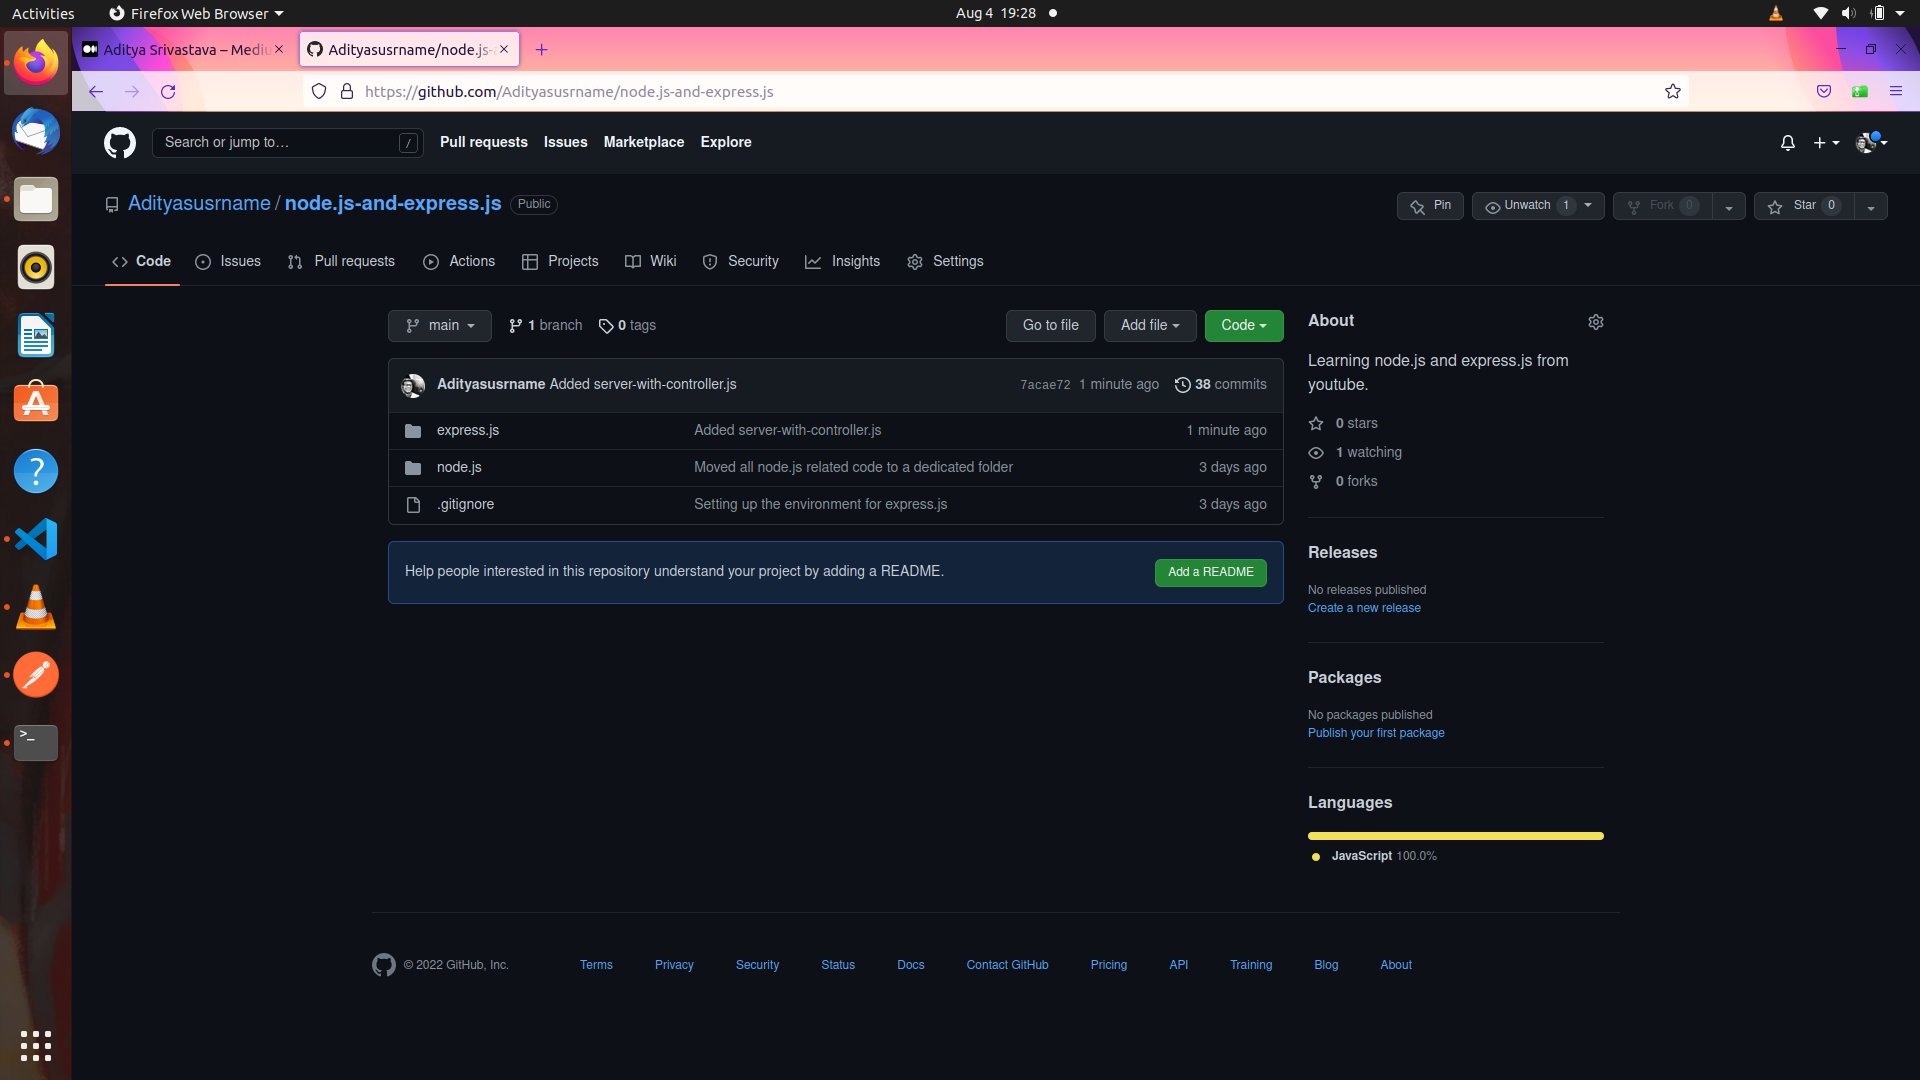 Activities Firefox Web Browser Aug 4 19:28
Aditya Srivastava – Mediu Adityasusrname/node.js-a
https://github.com/Adityasusrname/node.js-and-express.js
Search or jump to… / Pull requests Issues Marketplace Explore
Adityasusrname / node.js-and-express.js Public Pin Unwatch 1 Fork 0 Star 0
Code Issues Pull requests Actions Projects Wiki Security Insights Settings
main 1 branch 0 tags Go to file Add file Code
Adityasusrname Added server-with-controller.js 7acae72 1 minute ago 38 commits
express.js Added server-with-controller.js 1 minute ago
node.js Moved all node.js related code to a dedicated folder 3 days ago
.gitignore Setting up the environment for express.js 3 days ago
Help people interested in this repository understand your project by adding a README. Add a README
About
Learning node.js and express.js from
youtube.
0 stars
1 watching
0 forks
Releases
No releases published
Create a new release
Packages
No packages published
Publish your first package
Languages
JavaScript 100.0%
© 2022 GitHub, Inc. Terms Privacy Security Status Docs Contact GitHub Pricing API Training Blog About